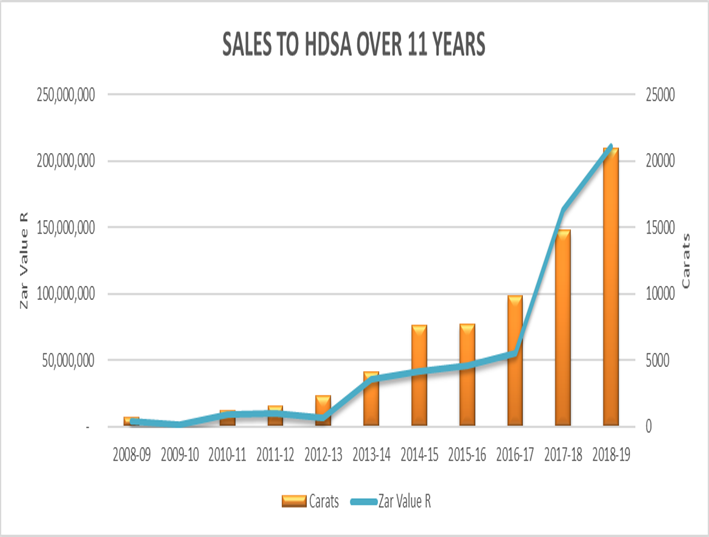 SALES TO HDSA OVER 11 YEARS
250,000,000
200,000,000
150,000,000
100,000,000
50,000,000
-
Zar Value R
25000
20000
15000
10000
5000
0
Carats
2008-09 2009-10 2010-11 2011-12 2012-13 2013-14 2014-15 2015-16 2016-17 2017-18 2018-19
Carats Zar Value R